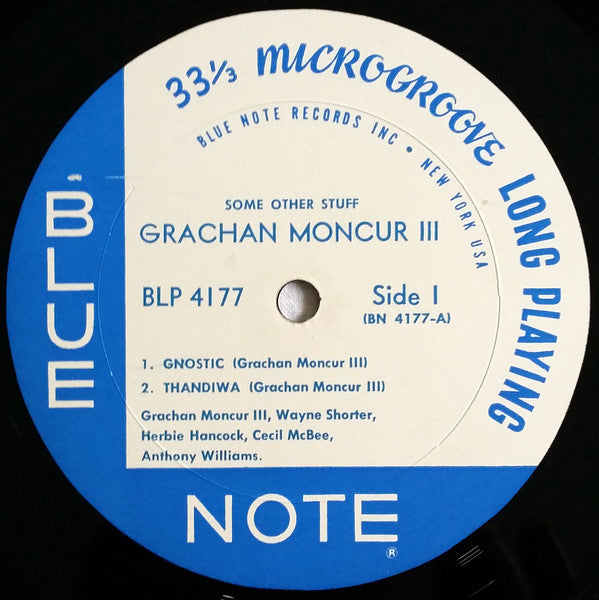 33⅓ MICROGROOVE LONG PLAYING
BLUE NOTE RECORDS INC • NEW YORK USA
SOME OTHER STUFF
GRACHAN MONCUR III
BLP 4177 Side 1
(BN 4177-A)
1. GNOSTIC (Grachan Moncur III)
2. THANDIWA (Grachan Moncur III)
Grachan Moncur III, Wayne Shorter,
Herbie Hancock, Cecil McBee,
Anthony Williams.
BLUE
NOTE ®